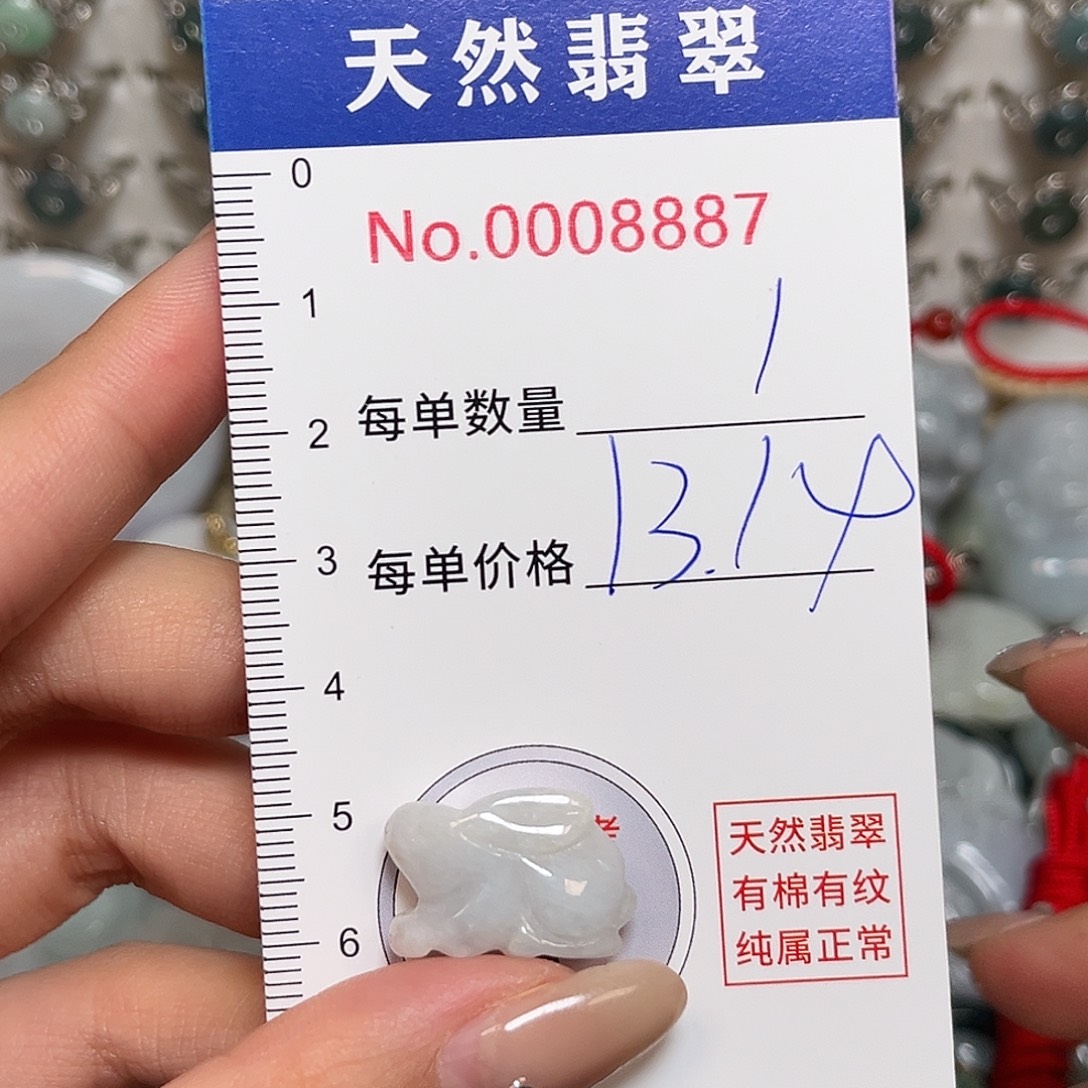 天然翡翠
0
No.0008887
1
每单数量 1
2
每单价格 13.14
3
4
5
天然翡翠
有棉有纹
6
纯属正常